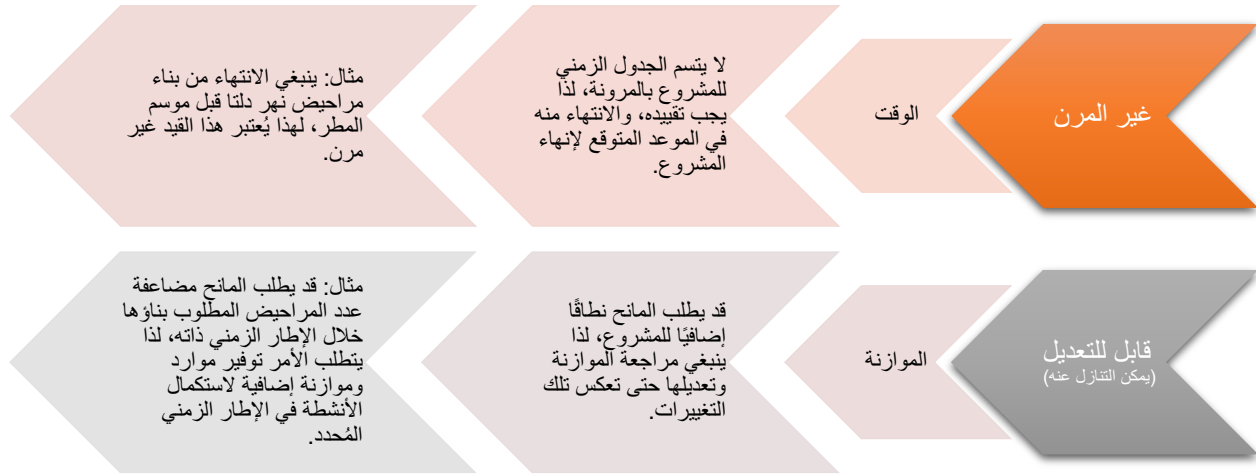 غير المرن
الوقت
لا يتسم الجدول الزمني
للمشروع بالمرونة، لذا
يجب تقييده، والانتهاء منه
في الموعد المتوقع لإنهاء
المشروع.
مثال: ينبغي الانتهاء من بناء
مراحيض نهر دلتا قبل موسم
المطر، لهذا يُعتبر هذا القيد غير
مرن.
قابل للتعديل
(يمكن التنازل عنه)
الموازنة
قد يطلب المانح نطاقًا
إضافيًا للمشروع، لذا
ينبغي مراجعة الموازنة
وتعديلها حتى تعكس تلك
التغييرات.
مثال: قد يطلب المانح مضاعفة
عدد المراحيض المطلوب بناؤها
خلال الإطار الزمني ذاته، لذا
يتطلب الأمر توفير موارد
وموازنة إضافية لاستكمال
الأنشطة في الإطار الزمني
المُحدد.